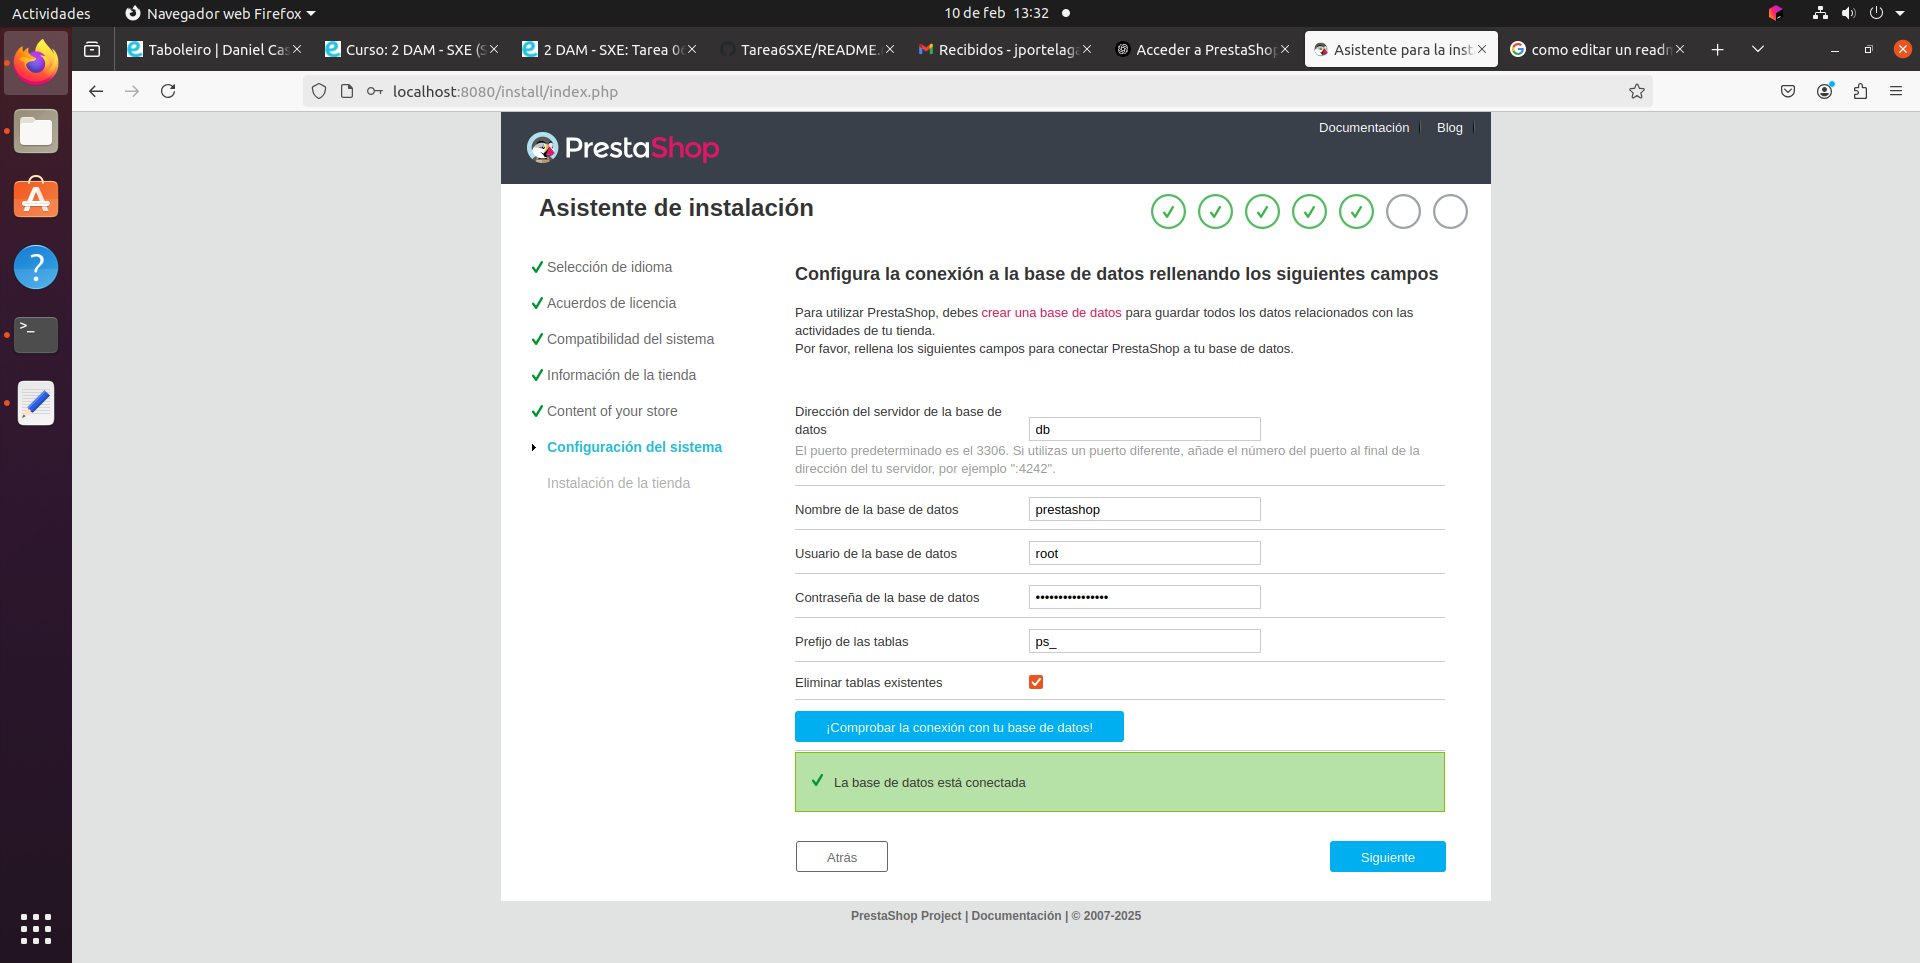 Actividades
Navegador web Firefox
10 de feb 13:32
Taboleiro | Daniel Cas
Curso: 2 DAM - SXE (S
2 DAM - SXE: Tarea 06
Tarea6SXE/README.
Recibidos - jportelaga
Acceder a PrestaShop
Asistente para la inst
como editar un readm
localhost:8080/install/index.php
PrestaShop
Documentación
Blog
Asistente de instalación
Selección de idioma
Acuerdos de licencia
Compatibilidad del sistema
Información de la tienda
Content of your store
Configuración del sistema
Instalación de la tienda
Configura la conexión a la base de datos rellenando los siguientes campos
Para utilizar PrestaShop, debes crear una base de datos para guardar todos los datos relacionados con las
actividades de tu tienda.
Por favor, rellena los siguientes campos para conectar PrestaShop a tu base de datos.
Dirección del servidor de la base de
datos
db
El puerto predeterminado es el 3306. Si utilizas un puerto diferente, añade el número del puerto al final de la
dirección del tu servidor, por ejemplo ":4242".
Nombre de la base de datos
prestashop
Usuario de la base de datos
root
Contraseña de la base de datos
••••••••••••••••
Prefijo de las tablas
ps_
Eliminar tablas existentes
¡Comprobar la conexión con tu base de datos!
La base de datos está conectada
Atrás
Siguiente
PrestaShop Project | Documentación | © 2007-2025